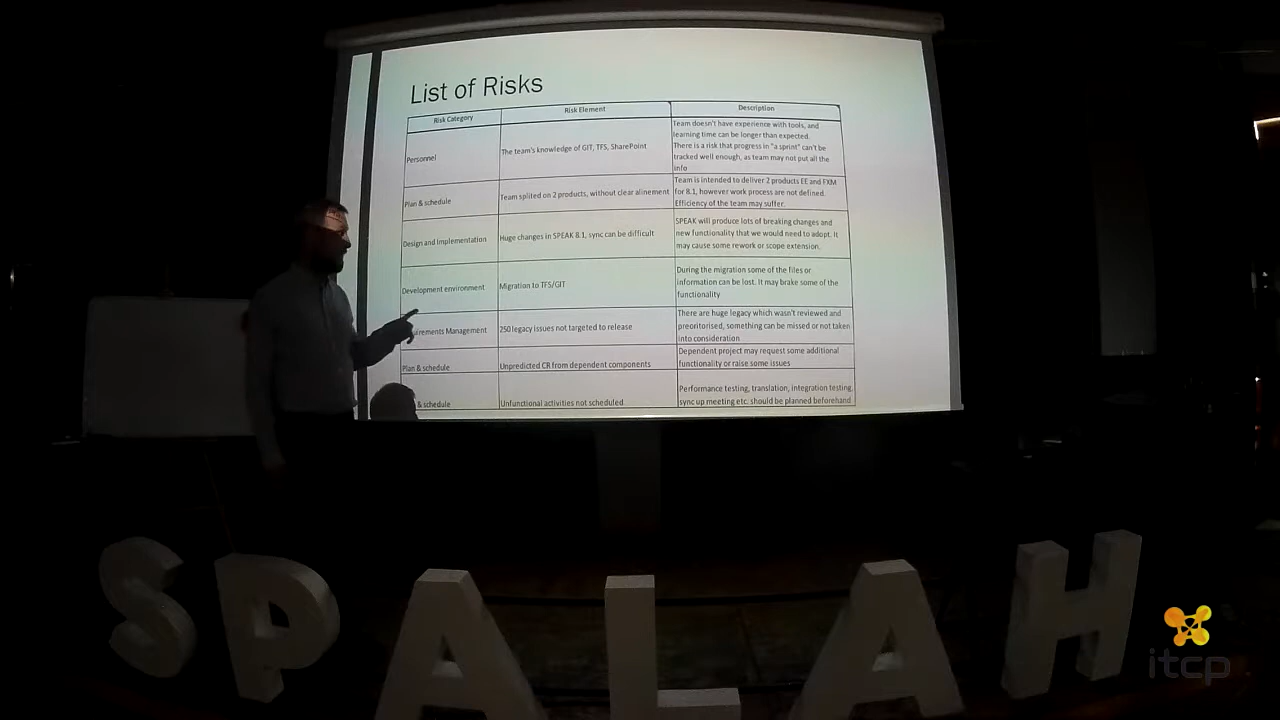 List of Risks
Risk Category
Risk Element
Description
Personnel
The team's knowledge of GIT, TFS, SharePoint
Team doesn't have experience with tools, and
learning time can be longer than expected.
There is a risk that progress in "a sprint" can't be
tracked well enough, as team may not put all the
info
Plan & schedule
Team splited on 2 products, without clear alinement
Team is intended to deliver 2 products EE and FXM
for 8.1, however work process are not defined.
Efficiency of the team may suffer.
Design and Implementation
Huge changes in SPEAK 8.1, sync can be difficult
SPEAK will produce lots of breaking changes and
new functionality that we would need to adopt. It
may cause some rework or scope extension.
Development environment
Migration to TFS/GIT
During the migration some of the files or
information can be lost. It may brake some of the
functionality
irements Management
250 legacy issues not targeted to release
There are huge legacy which wasn't reviewed and
preoritorised, something can be missed or not taken
into consideration
Plan & schedule
Unpredicted CR from dependent components
Dependent project may request some additional
functionality or raise some issues
& schedule
Unfunctional activities not scheduled
Performance testing, translation, integration testing,
sync up meeting etc. should be planned beforehand
SPALAH
itcp